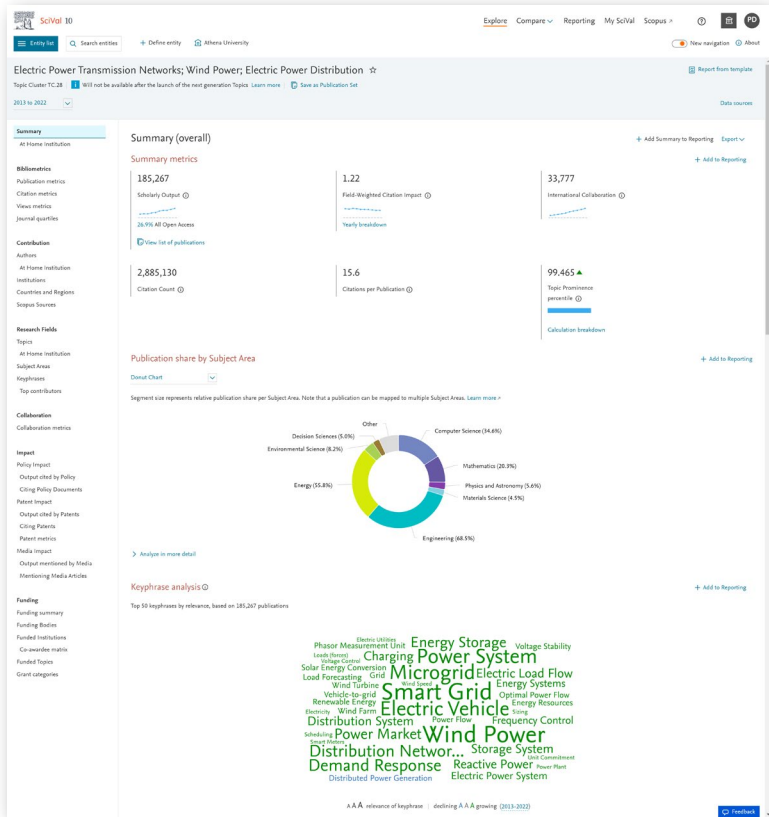 SciVal 10
Explore Compare Reporting My SciVal Scopus PD
Entity list Search entities + Define entity Athena University New navigation About
Electric Power Transmission Networks; Wind Power; Electric Power Distribution ☆
Report from template
Topic Cluster TC.28 Will not be available after the launch of the next generation Topics Learn more Save as Publication Set
2013 to 2022
Data sources
Summary
At Home Institution
Bibliometrics
Publication metrics
Citation metrics
Views metrics
Journal quartiles
Contribution
Authors
At Home Institution
Institutions
Countries and Regions
Scopus Sources
Research Fields
Topics
At Home Institution
Subject Areas
Keyphrases
Top contributors
Collaboration
Collaboration metrics
Impact
Policy Impact
Output cited by Policy
Citing Policy Documents
Patent Impact
Output cited by Patents
Citing Patents
Patent metrics
Media Impact
Output mentioned by Media
Mentioning Media Articles
Funding
Funding summary
Funding Bodies
Funded Institutions
Co-awardee matrix
Funded Topics
Grant categories
Summary (overall)
+ Add Summary to Reporting Export
Summary metrics
+ Add to Reporting
185,267
Scholarly Output
26.9% All Open Access
View list of publications
1.22
Field-Weighted Citation Impact
Yearly breakdown
33,777
International Collaboration
2,885,130
Citation Count
15.6
Citations per Publication
99.465
Topic Prominence
percentile
Calculation breakdown
Publication share by Subject Area
+ Add to Reporting
Donut Chart
Segment size represents relative publication share per Subject Area. Note that a publication can be mapped to multiple Subject Areas. Learn more
Other
Computer Science (34.6%)
Decision Sciences (5.0%)
Environmental Science (8.2%)
Mathematics (20.3%)
Energy (55.8%)
Physics and Astronomy (5.6%)
Materials Science (4.5%)
Engineering (68.5%)
Analyze in more detail
Keyphrase analysis
+ Add to Reporting
Top 50 keyphrases by relevance, based on 185,267 publications
Electric Utilities
Phasor Measurement Unit
Energy Storage
Voltage Stability
Loads (forces)
Voltage Control
Charging
Power System
Solar Energy Conversion
Load Forecasting
Grid
Microgrid
Electric Load Flow
Wind Turbine
Wind Speed
Energy Systems
Vehicle-to-grid
Smart Grid
Optimal Power Flow
Renewable Energy
Energy Resources
Electricity
Wind Farm
Electric Vehicle
Sizing
Distribution System
Power Flow
Frequency Control
Scheduling
Power Market
Wind Power
Smart Meters
Distribution Networ...
Storage System
Unit Commitment
Demand Response
Reactive Power
Power Plant
Distributed Power Generation
Electric Power System
A A A relevance of keyphrase | declining A A A growing (2013-2022)
Feedback